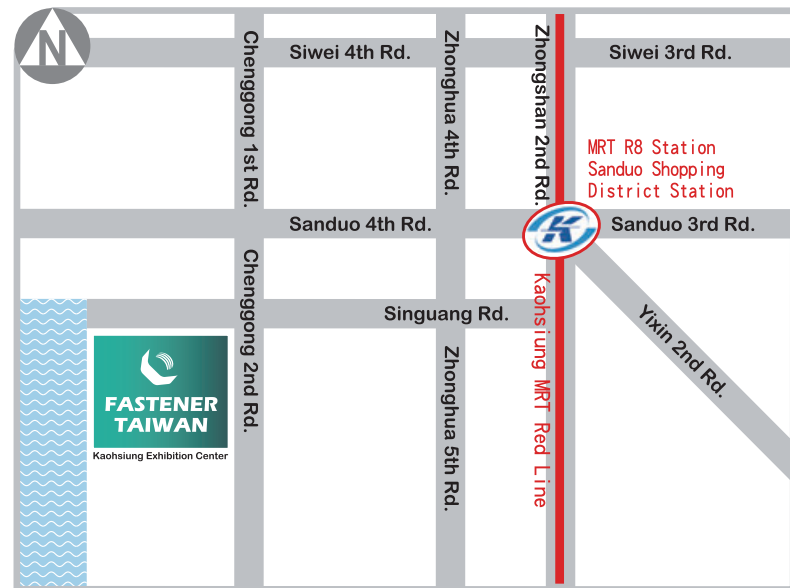 N
Siwei 4th Rd.
Siwei 3rd Rd.
Chenggong 1st Rd.
Zhonghua 4th Rd.
Zhongshan 2nd Rd.
MRT R8 Station
Sanduo Shopping
District Station
K
Sanduo 4th Rd.
Sanduo 3rd Rd.
Chenggong 2nd Rd.
Singuang Rd.
Kaohsiung MRT Red Line
Yixin 2nd Rd.
Zhonghua 5th Rd.
FASTENER
TAIWAN
Kaohsiung Exhibition Center